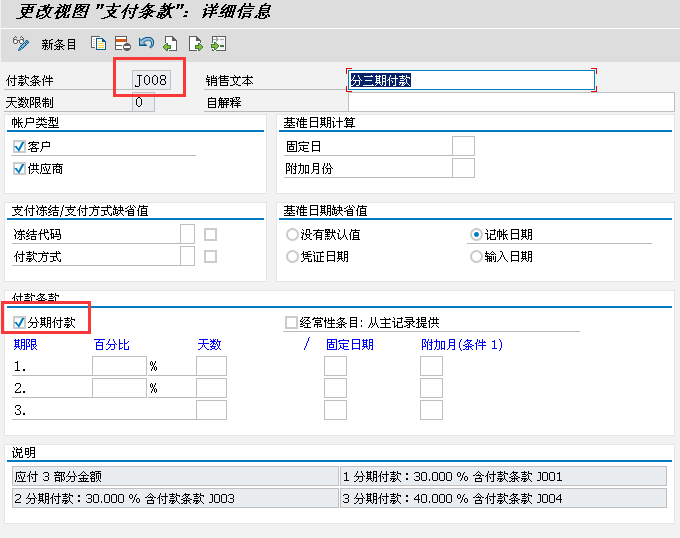 更改视图 "支付条款": 详细信息
新条目
付款条件 J008 销售文本 分三期付款
天数限制 0 自解释
帐户类型 基准日期计算
客户 固定日
供应商 附加月份
支付冻结/支付方式缺省值 基准日期缺省值
冻结代码 没有默认值 记帐日期
付款方式 凭证日期 输入日期
付款条款
分期付款 经常性条目: 从主记录提供
期限 百分比 天数 / 固定日期 附加月(条件 1)
1. %
2. %
3.
说明
应付 3 部分金额 1 分期付款：30.000 % 含付款条款 J001
2 分期付款：30.000 % 含付款条款 J003 3 分期付款：40.000 % 含付款条款 J004